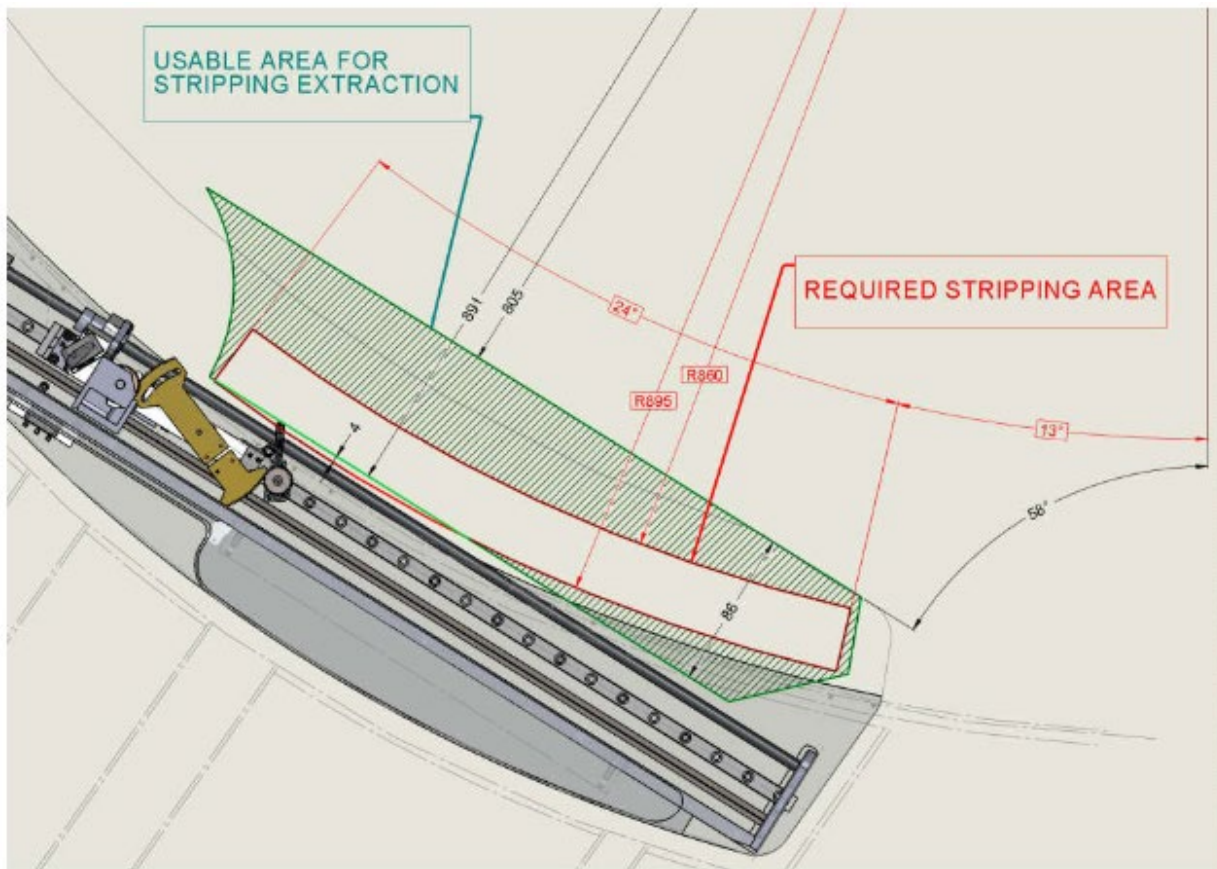 USABLE AREA FOR
STRIPPING EXTRACTION
REQUIRED STRIPPING AREA
891
805
24°
R860
R895
13°
4
58°
86